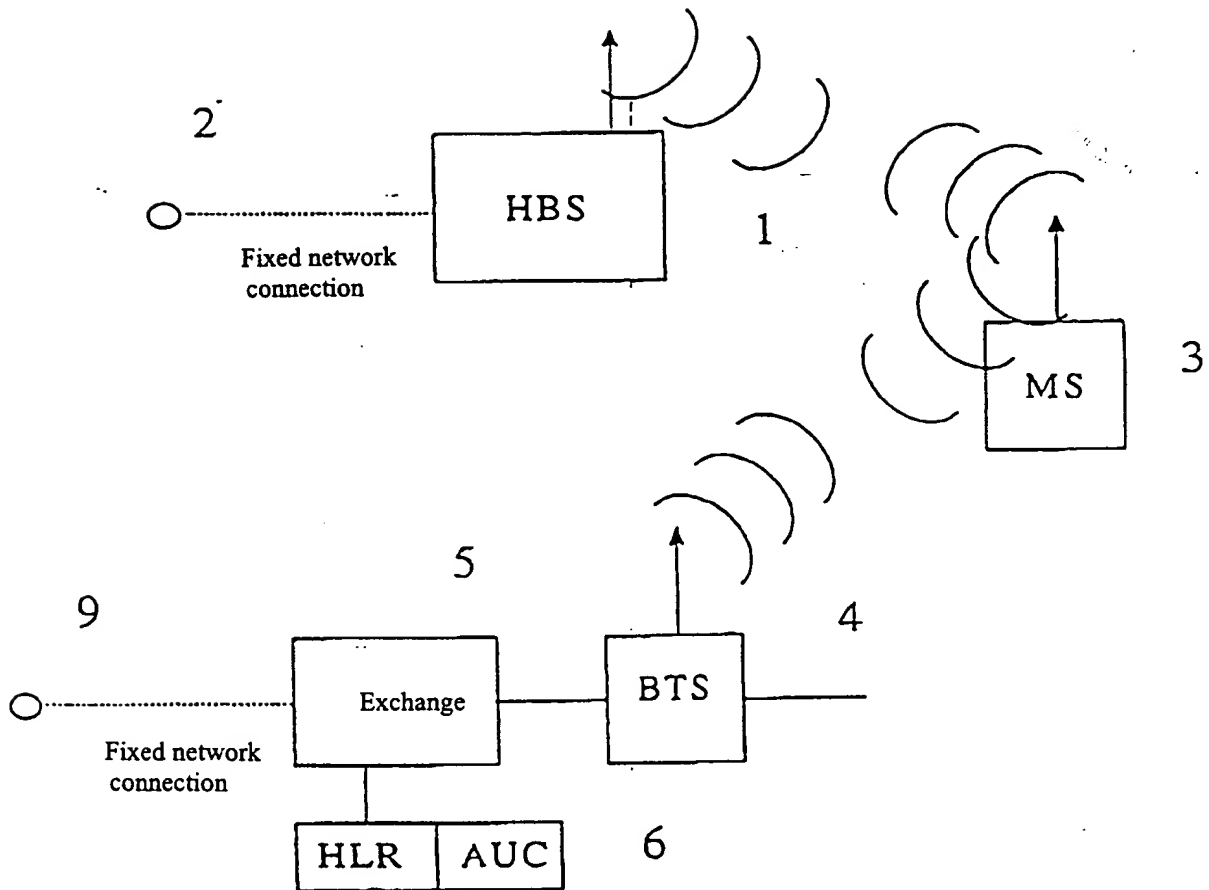 2
HBS
Fixed network
connection
1
3
MS
5
9
4
Exchange
BTS
Fixed network
connection
HLR AUC
6